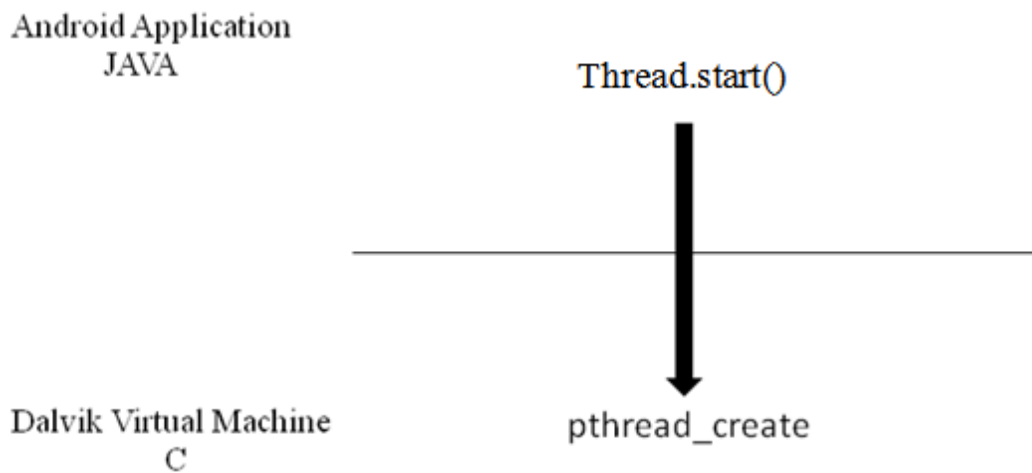 Android Application
JAVA
Thread.start()
Dalvik Virtual Machine
C
pthread_create